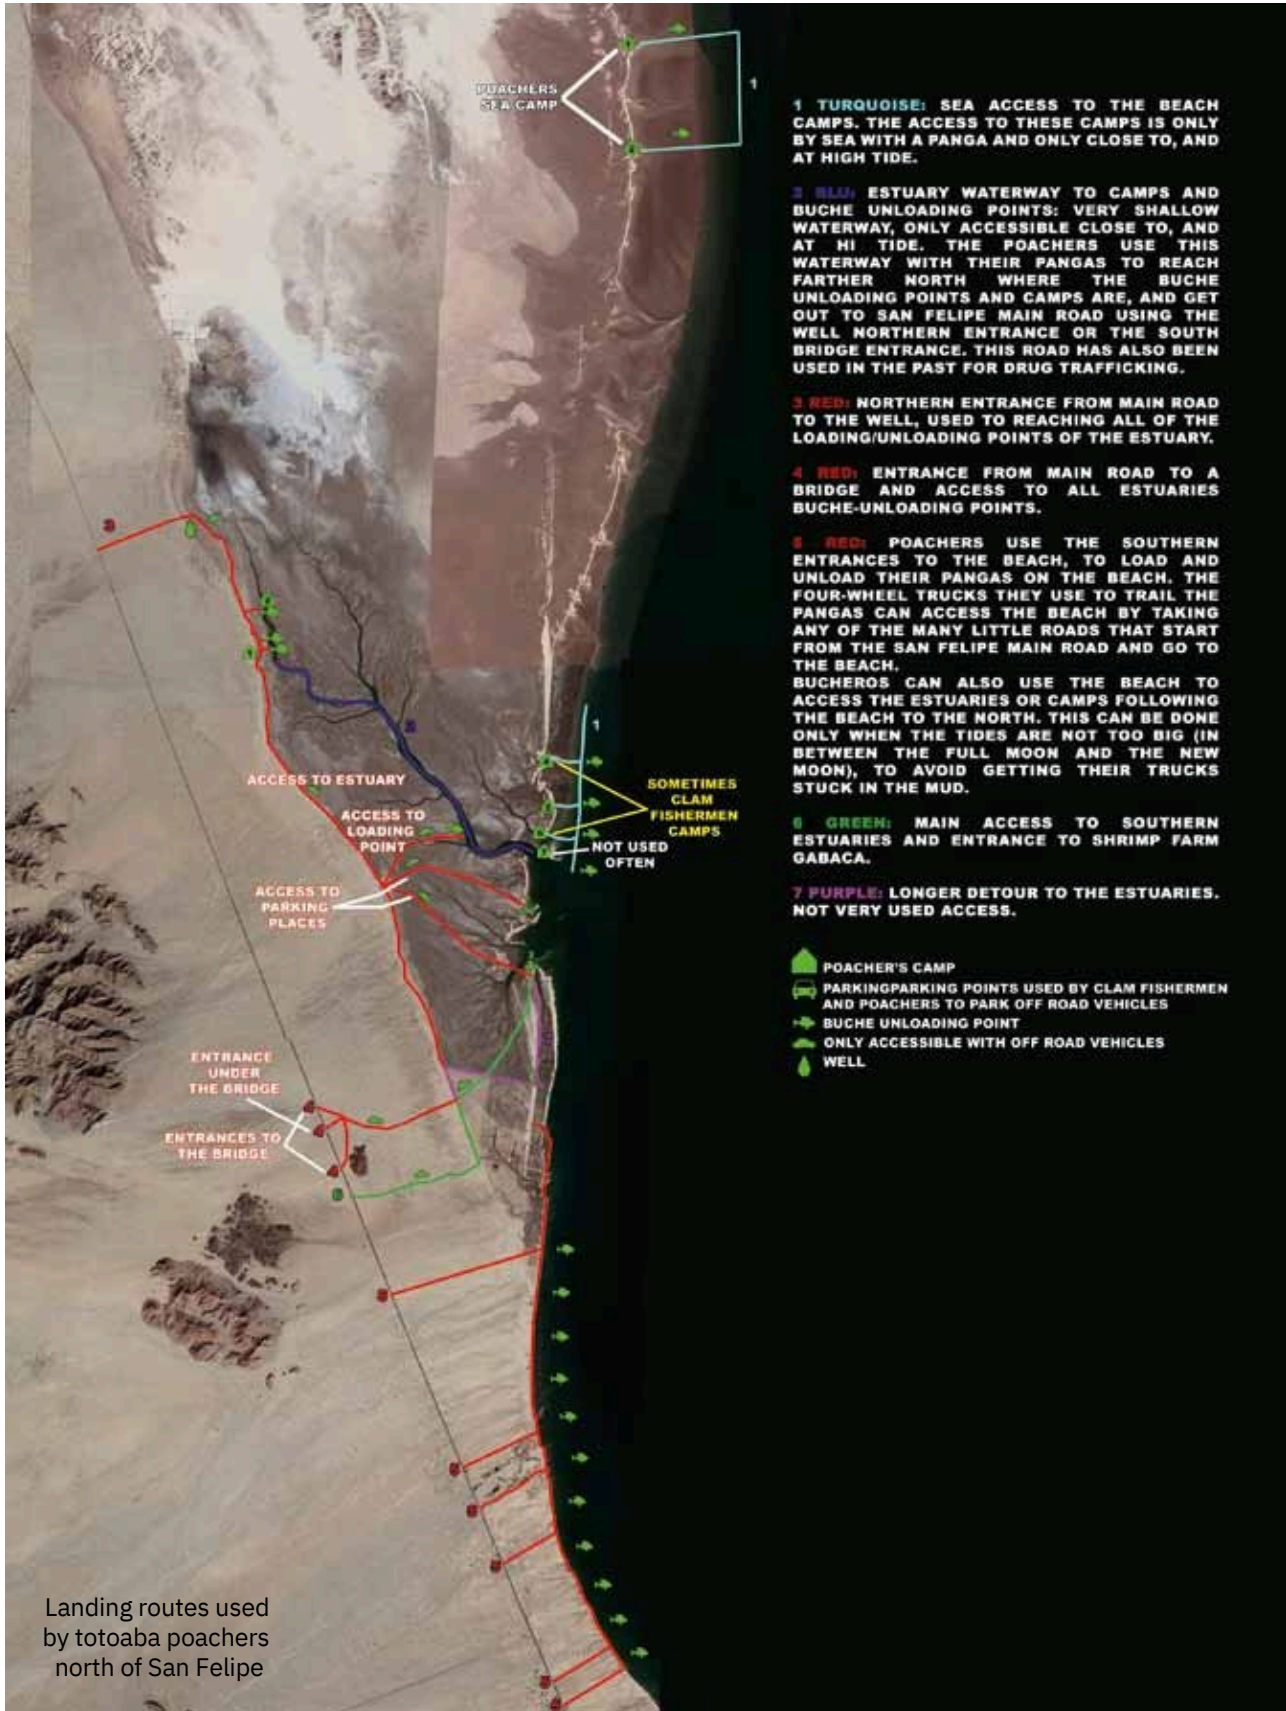 POACHERS
SEA CAMP
1
1 TURQUOISE: SEA ACCESS TO THE BEACH
CAMPS. THE ACCESS TO THESE CAMPS IS ONLY
BY SEA WITH A PANGA AND ONLY CLOSE TO, AND
AT HIGH TIDE.
2 BLU: ESTUARY WATERWAY TO CAMPS AND
BUCHE UNLOADING POINTS: VERY SHALLOW
WATERWAY, ONLY ACCESSIBLE CLOSE TO, AND
AT HI TIDE. THE POACHERS USE THIS
WATERWAY WITH THEIR PANGAS TO REACH
FARTHER NORTH WHERE THE BUCHE
UNLOADING POINTS AND CAMPS ARE, AND GET
OUT TO SAN FELIPE MAIN ROAD USING THE
WELL NORTHERN ENTRANCE OR THE SOUTH
BRIDGE ENTRANCE. THIS ROAD HAS ALSO BEEN
USED IN THE PAST FOR DRUG TRAFFICKING.
3 RED: NORTHERN ENTRANCE FROM MAIN ROAD
TO THE WELL, USED TO REACHING ALL OF THE
LOADING/UNLOADING POINTS OF THE ESTUARY.
4 RED: ENTRANCE FROM MAIN ROAD TO A
BRIDGE AND ACCESS TO ALL ESTUARIES
BUCHE-UNLOADING POINTS.
5 RED: POACHERS USE THE SOUTHERN
ENTRANCES TO THE BEACH, TO LOAD AND
UNLOAD THEIR PANGAS ON THE BEACH. THE
FOUR-WHEEL TRUCKS THEY USE TO TRAIL THE
PANGAS CAN ACCESS THE BEACH BY TAKING
ANY OF THE MANY LITTLE ROADS THAT START
FROM THE SAN FELIPE MAIN ROAD AND GO TO
THE BEACH.
BUCHEROS CAN ALSO USE THE BEACH TO
ACCESS THE ESTUARIES OR CAMPS FOLLOWING
THE BEACH TO THE NORTH. THIS CAN BE DONE
ONLY WHEN THE TIDES ARE NOT TOO BIG (IN
BETWEEN THE FULL MOON AND THE NEW
MOON), TO AVOID GETTING THEIR TRUCKS
STUCK IN THE MUD.
6 GREEN: MAIN ACCESS TO SOUTHERN
ESTUARIES AND ENTRANCE TO SHRIMP FARM
GABACA.
7 PURPLE: LONGER DETOUR TO THE ESTUARIES.
NOT VERY USED ACCESS.
POACHER'S CAMP
PARKINGPARKING POINTS USED BY CLAM FISHERMEN
AND POACHERS TO PARK OFF ROAD VEHICLES
BUCHE UNLOADING POINT
ONLY ACCESSIBLE WITH OFF ROAD VEHICLES
WELL
3
2
1
ACCESS TO ESTUARY
ACCESS TO
LOADING
POINT
SOMETIMES
CLAM
FISHERMEN
CAMPS
NOT USED
OFTEN
ACCESS TO
PARKING
PLACES
ENTRANCE
UNDER
THE BRIDGE
ENTRANCES TO
THE BRIDGE
4
4
4
6
5
Landing routes used
by totoaba poachers
north of San Felipe